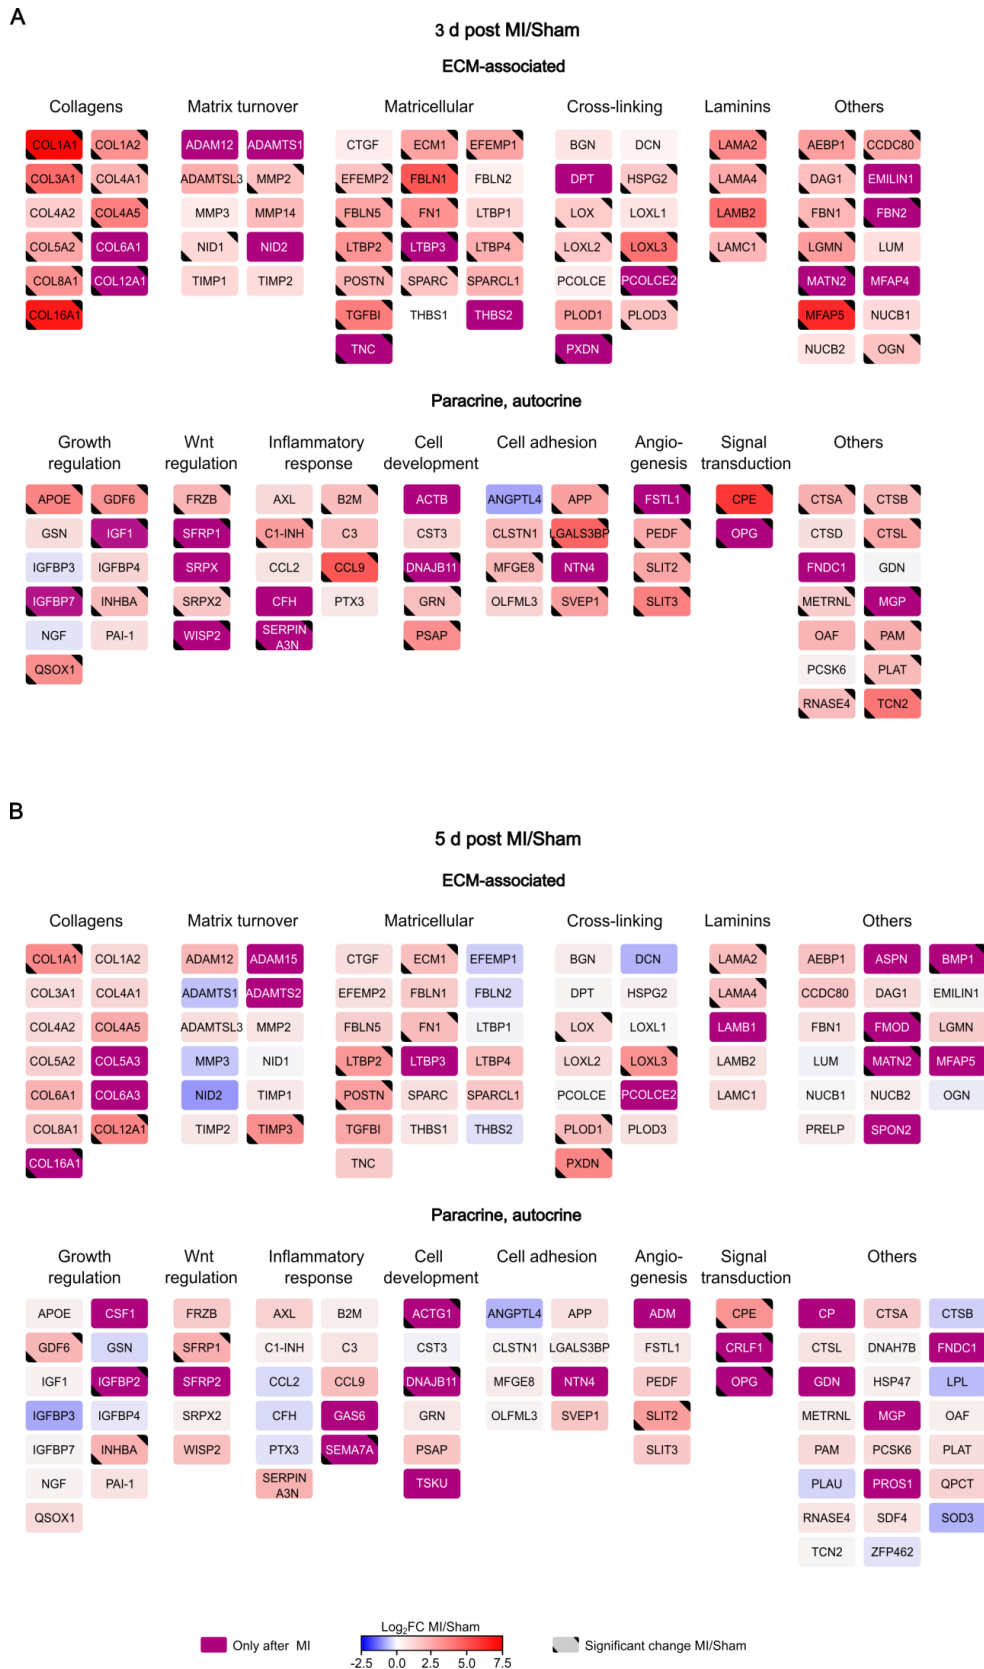 A
3 d post MI/Sham
ECM-associated
Collagens Matrix turnover Matricellular Cross-linking Laminins Others
COL1A1 COL1A2 ADAM12 ADAMTS1 CTGF ECM1 EFEMP1 BGN DCN LAMA2 AEBP1 CCDC80
COL3A1 COL4A1 ADAMTSL3 MMP2 EFEMP2 FBLN1 FBLN2 DPT HSPG2 LAMA4 DAG1 EMILIN1
COL4A2 COL4A5 MMP3 MMP14 FBLN5 FN1 LTBP1 LOX LOXL1 LAMB2 FBN1 FBN2
COL5A2 COL6A1 NID1 NID2 LTBP2 LTBP3 LTBP4 LOXL2 LOXL3 LAMC1 LGMN LUM
COL8A1 COL12A1 TIMP1 TIMP2 POSTN SPARC SPARCL1 PCOLCE PCOLCE2 MATN2 MFAP4
COL16A1 TGFBI THBS1 THBS2 PLOD1 PLOD3 MFAP5 NUCB1
TNC PXDN NUCB2 OGN
Paracrine, autocrine
Growth Wnt Inflammatory Cell Cell adhesion Angio- Signal Others
regulation regulation response development genesis transduction
APOE GDF6 FRZB AXL B2M ACTB ANGPTL4 APP FSTL1 CPE CTSA CTSB
GSN IGF1 SFRP1 C1-INH C3 CST3 CLSTN1 LGALS3BP PEDF OPG CTSD CTSL
IGFBP3 IGFBP4 SRPX CCL2 CCL9 DNAJB11 MFGE8 NTN4 SLIT2 FNDC1 GDN
IGFBP7 INHBA SRPX2 CFH PTX3 GRN OLFML3 SVEP1 SLIT3 METRNL MGP
NGF PAI-1 WISP2 SERPIN A3N PSAP OAF PAM
QSOX1 PCSK6 PLAT
RNASE4 TCN2
B
5 d post MI/Sham
ECM-associated
Collagens Matrix turnover Matricellular Cross-linking Laminins Others
COL1A1 COL1A2 ADAM12 ADAM15 CTGF ECM1 EFEMP1 BGN DCN LAMA2 AEBP1 ASPN BMP1
COL3A1 COL4A1 ADAMTS1 ADAMTS2 EFEMP2 FBLN1 FBLN2 DPT HSPG2 LAMA4 CCDC80 DAG1 EMILIN1
COL4A2 COL4A5 ADAMTSL3 MMP2 FBLN5 FN1 LTBP1 LOX LOXL1 LAMB1 FBN1 FMOD LGMN
COL5A2 COL5A3 MMP3 NID1 LTBP2 LTBP3 LTBP4 LOXL2 LOXL3 LAMB2 LUM MATN2 MFAP5
COL6A1 COL6A3 NID2 TIMP1 POSTN SPARC SPARCL1 PCOLCE PCOLCE2 LAMC1 NUCB1 NUCB2 OGN
COL8A1 COL12A1 TIMP2 TIMP3 TGFBI THBS1 THBS2 PLOD1 PLOD3 PRELP SPON2
COL16A1 TNC PXDN
Paracrine, autocrine
Growth Wnt Inflammatory Cell Cell adhesion Angio- Signal Others
regulation regulation response development genesis transduction
APOE CSF1 FRZB AXL B2M ACTG1 ANGPTL4 APP ADM CPE CP CTSA CTSB
GDF6 GSN SFRP1 C1-INH C3 CST3 CLSTN1 LGALS3BP FSTL1 CRLF1 CTSL DNAH7B FNDC1
IGF1 IGFBP2 SFRP2 CCL2 CCL9 DNAJB11 MFGE8 NTN4 PEDF OPG GDN HSP47 LPL
IGFBP3 IGFBP4 SRPX2 CFH GAS6 GRN OLFML3 SVEP1 SLIT2 METRNL MGP OAF
IGFBP7 INHBA WISP2 PTX3 SEMA7A PSAP SLIT3 PAM PCSK6 PLAT
NGF PAI-1 SERPIN A3N TSKU PLAU PROS1 QPCT
QSOX1 RNASE4 SDF4 SOD3
TCN2 ZFP462
Only after MI
Log2FC MI/Sham
-2.5 0.0 2.5 5.0 7.5
Significant change MI/Sham